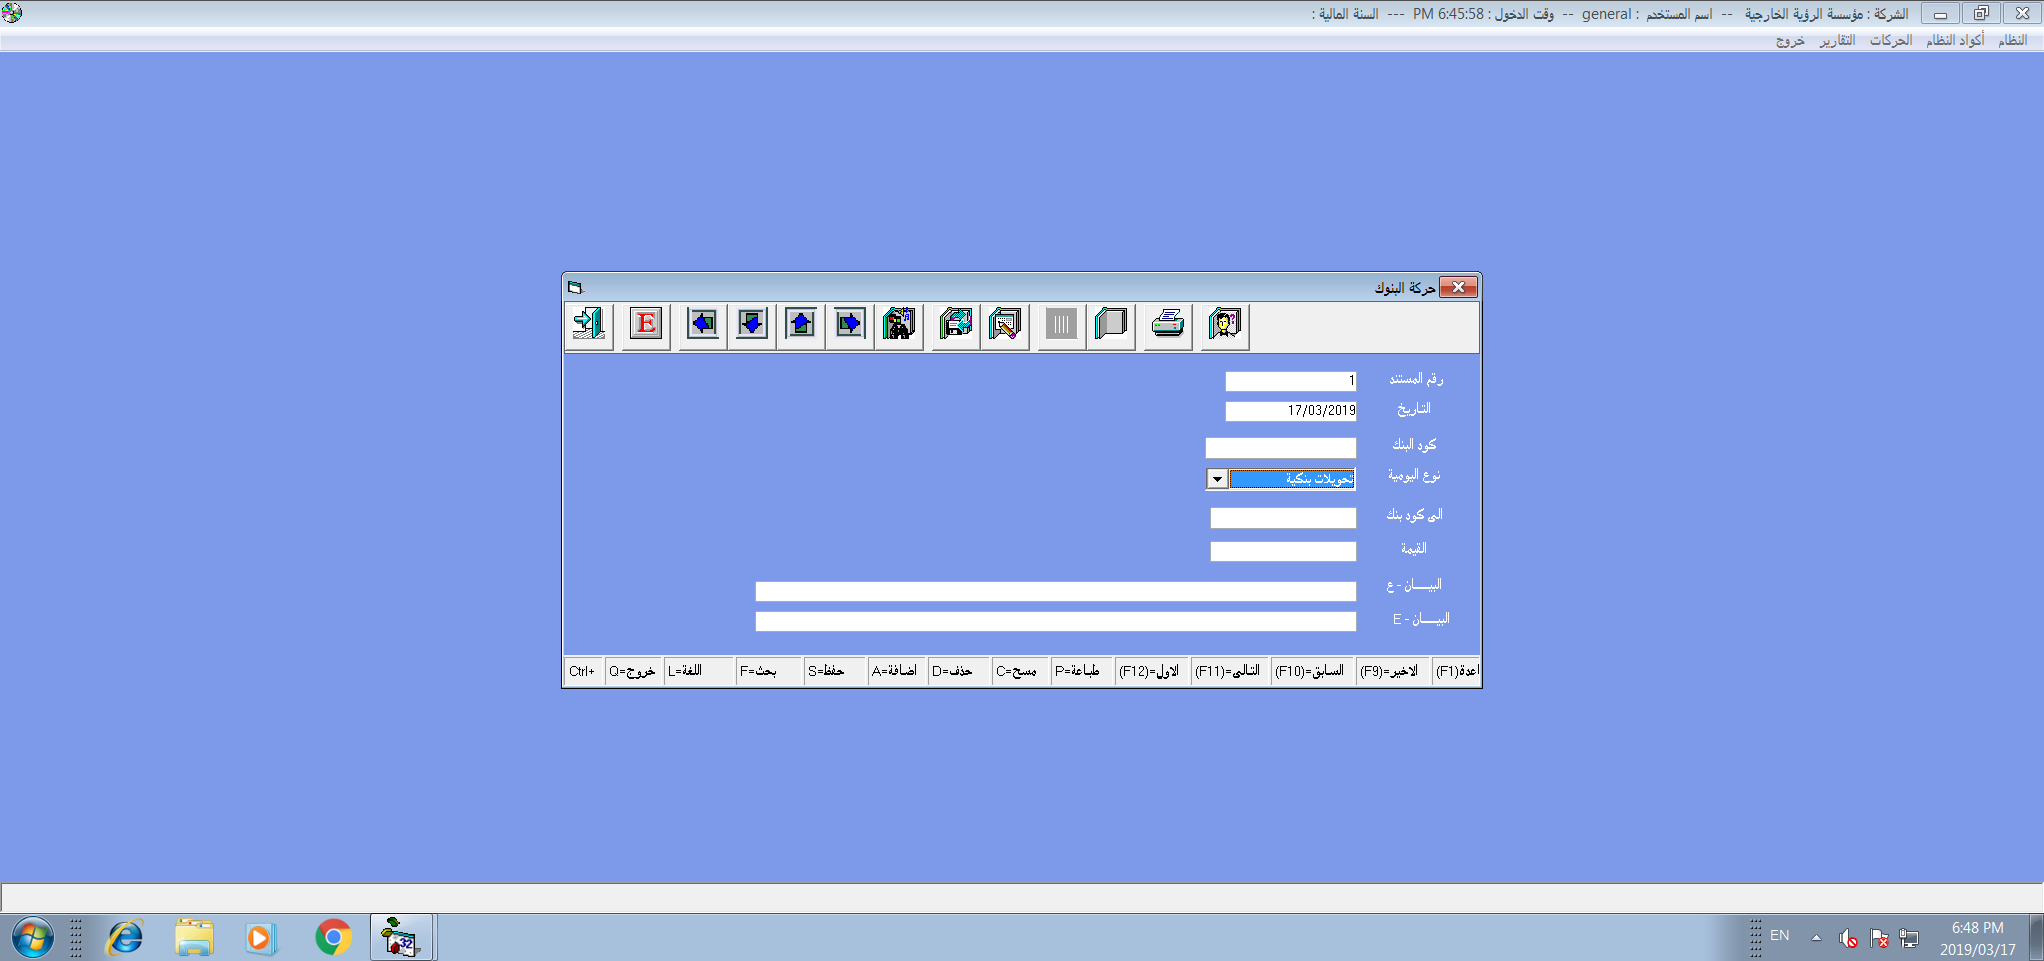 الشركة : مؤسسة الرؤية الخارجية -- اسم المستخدم : general -- وقت الدخول : 6:45:58 PM --- السنة المالية :
النظام أكواد النظام الحركات التقارير خروج
حركة البنوك
E
رقم المستند 1
التاريخ 17/03/2019
كود البنك
نوع اليومية تحويلات بنكية
الى كود بنك
القيمة
البيـــان - ع
البيـــان - E
Ctrl+ Q=خروج L=اللغة F=بحث S=حفظ A=اضافة D=حذف C=مسح P=طباعة (F12)=الاول (F11)=التالى (F10)=السابق (F9)=الاخير (F1)اعدة
32
EN
6:48 PM
2019/03/17